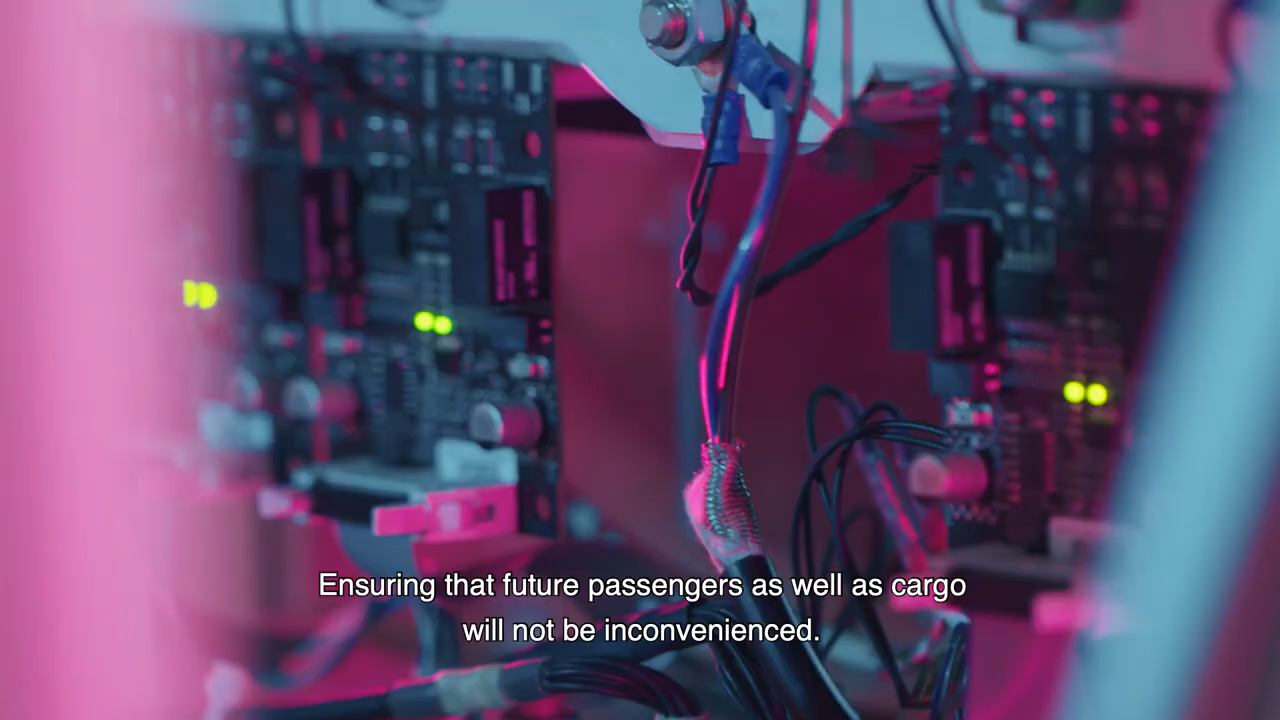 Ensuring that future passengers as well as cargo
will not be inconvenienced.